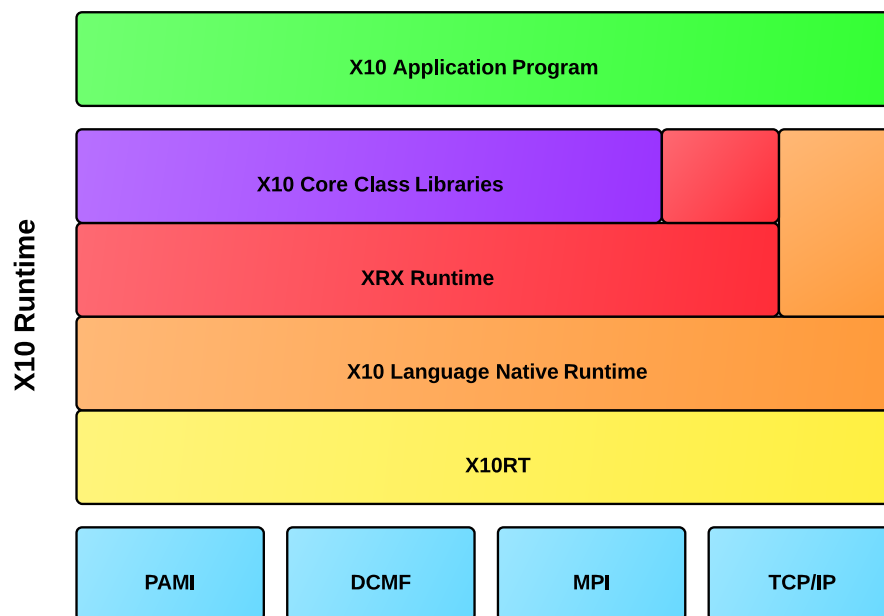 X10 Application Program
X10 Runtime
X10 Core Class Libraries
XRX Runtime
X10 Language Native Runtime
X10RT
PAMI
DCMF
MPI
TCP/IP